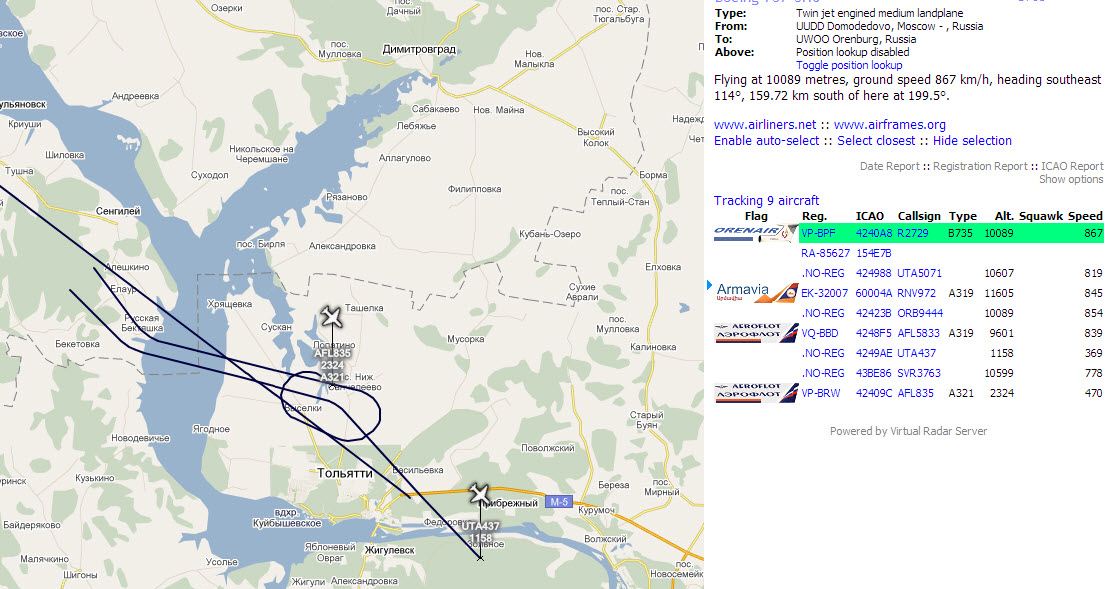 Озерки
пос. Стар. Тюгальбуга
пос. Мулловка
Димитровград
Нов. Малыкла
Андреевка
ульяновск
Криуши
Сабакаево
Нов. Майна
Лебяжье
Высокий Колок
Шиловка
Никольское на Черемшане
Аллагулово
Тушна
Суходол
Борма
Филипповка
Рязаново
пос. Теплый-Стан
Сенгилей
Кубань-Озеро
пос. Бирля
Александровка
Алешкино
Елховка
Елаур
Сухие Аврали
Хрящевка
Ташелка
Русская Бекташка
Сускан
пос. Мулловка
Бекетовка
Лопатино
Мусорка
Калиновка
AFL835
2324
A321
с. Ниж. Санчелеево
Выселки
Старый Буян
Ягодное
Новодевичье
Поволжский
Васильевка
Тольятти
Кузькино
Береза
пос. Мирный
Прибрежный
M-5
Курумоч
вдхр. Куйбышевское
Байдеряково
UTA437
1158
Жигулевск
Волжский
Яблоневый Овраг
Малячкино
Усолье
пос. Новосемейк
Шигоны
Жигули
Александровка
Type: Twin jet engined medium landplane
From: UUDD Domodedovo, Moscow - , Russia
To: UWOO Orenburg, Russia
Above: Position lookup disabled
Toggle position lookup
Flying at 10089 metres, ground speed 867 km/h, heading southeast
114°, 159.72 km south of here at 199.5°.
www.airliners.net :: www.airframes.org
Enable auto-select :: Select closest :: Hide selection
Date Report :: Registration Report :: ICAO Report
Show options
Tracking 9 aircraft
Flag Reg. ICAO Callsign Type Alt. Squawk Speed
ORENAIR VP-BPF 4240A8 R2729 B735 10089 867
RA-85627 154E7B
.NO-REG 424988 UTA5071 10607 819
Armavia EK-32007 60004A RNV972 A319 11605 845
.NO-REG 42423B ORB9444 10089 854
AEROFLOT АЭРОФЛОТ VQ-BBD 4248F5 AFL5833 A319 9601 839
.NO-REG 4249AE UTA437 1158 369
.NO-REG 43BE86 SVR3763 10599 778
AEROFLOT АЭРОФЛОТ VP-BRW 42409C AFL835 A321 2324 470
Powered by Virtual Radar Server